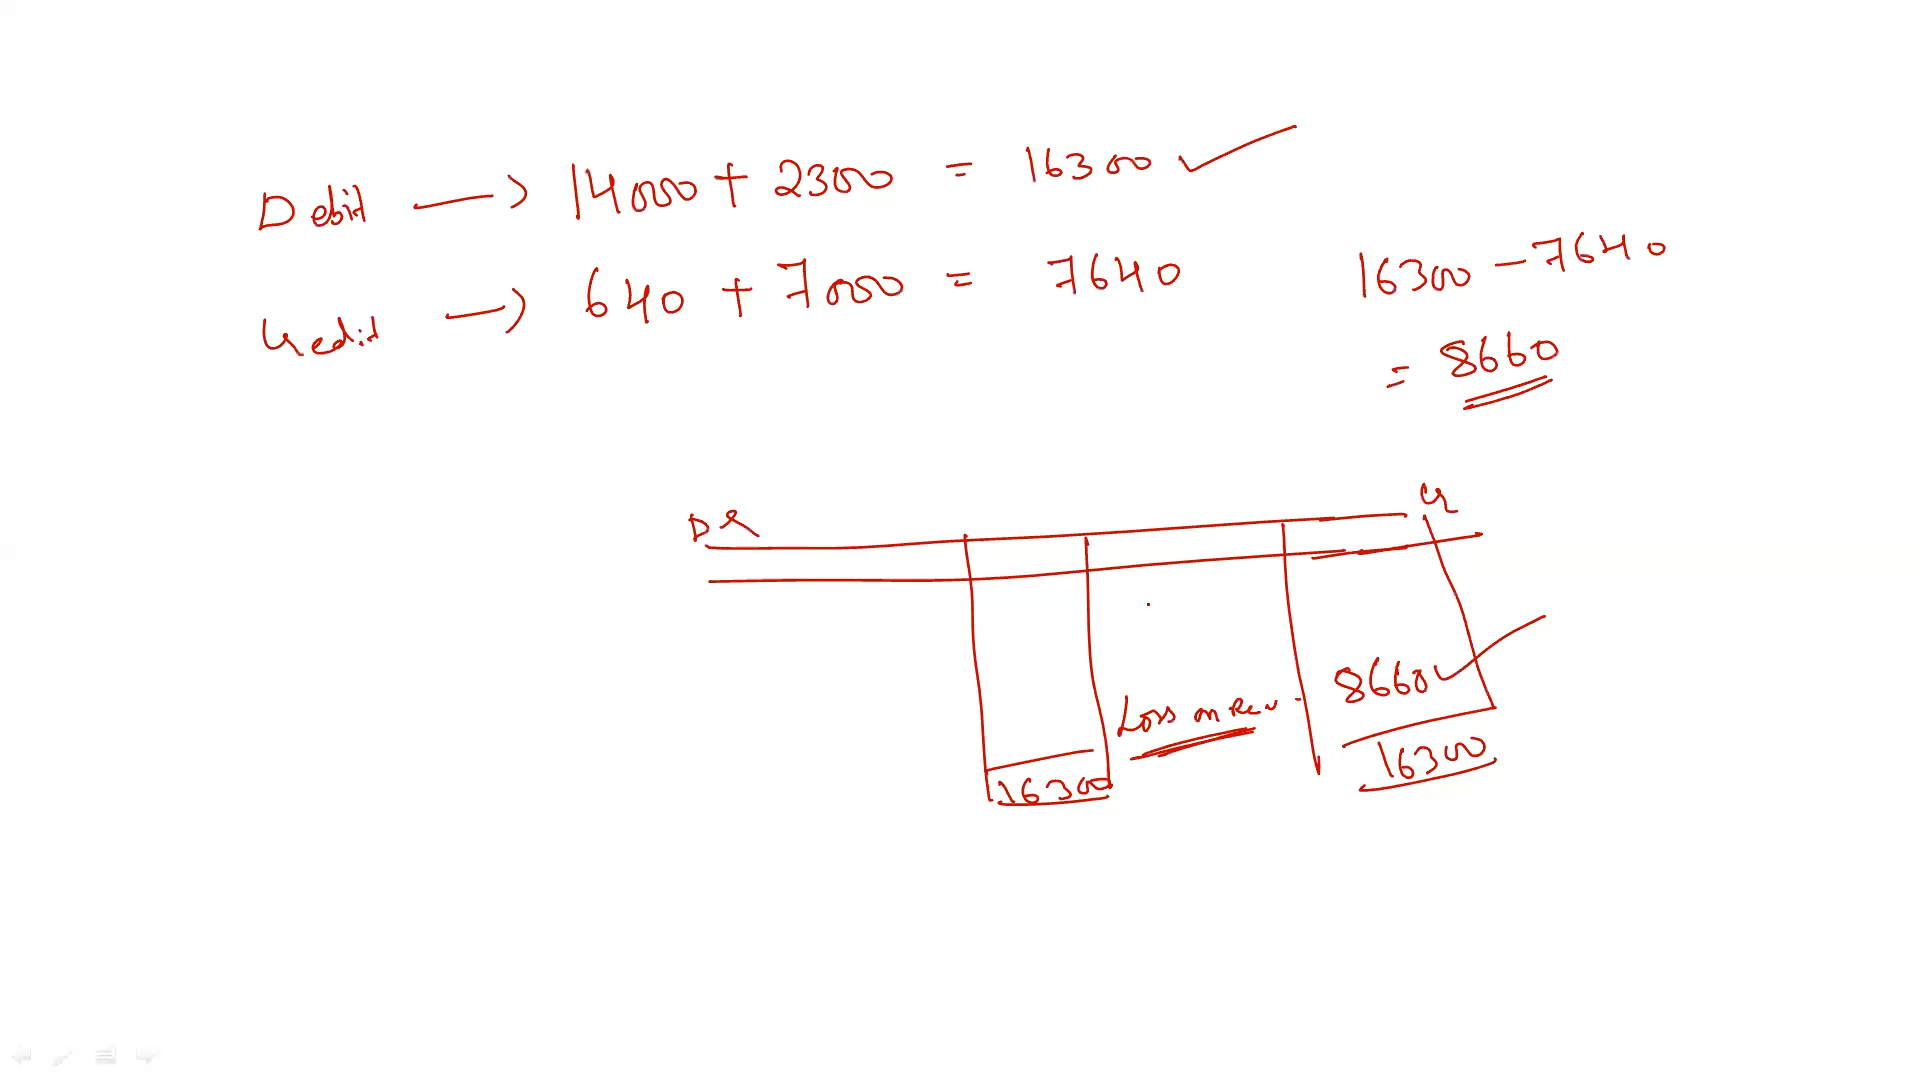 Debit → 14000 + 2300 = 16300 ✓
Credit → 640 + 7000 = 7640
16300 - 7640
= 8660
Dr Cr
Loss on Rev. 8660 ✓
16300 16300